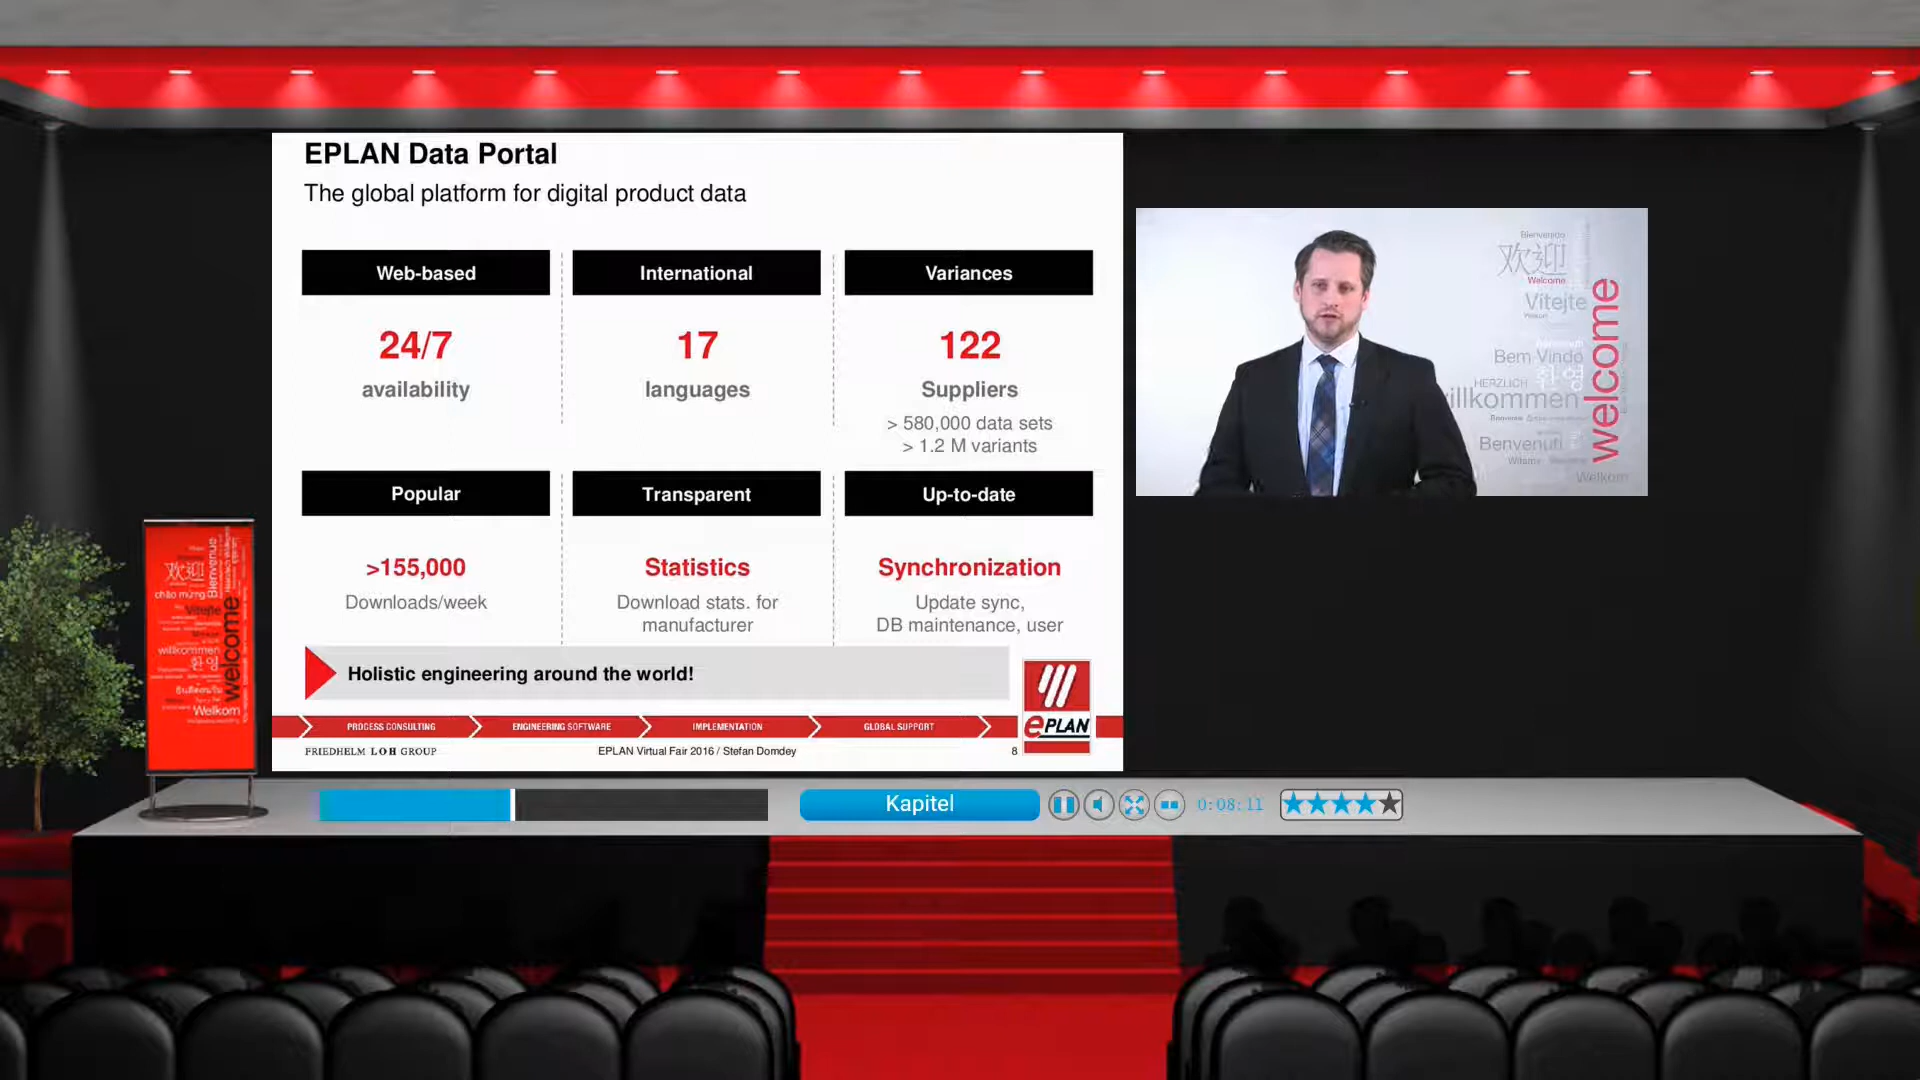 EPLAN Data Portal
The global platform for digital product data
Web-based
International
Variances
24/7
availability
17
languages
122
Suppliers
> 580,000 data sets
> 1.2 M variants
Popular
Transparent
Up-to-date
>155,000
Downloads/week
Statistics
Download stats. for
manufacturer
Synchronization
Update sync,
DB maintenance, user
Holistic engineering around the world!
PROCESS CONSULTING
ENGINEERING SOFTWARE
IMPLEMENTATION
GLOBAL SUPPORT
ePLAN
FRIEDHELM LOH GROUP
EPLAN Virtual Fair 2016 / Stefan Domdey
8
Bienvenido
欢迎
Welcome
Vítejte
Bem Vindo
HERZLICH
illkommen
Benvenuti
Witamy
Welkom
welcome
欢迎
Bienvenue
chào mừng
Vítejte
willkommen
환영
Welkom
welcome
Kapitel
0:08:11